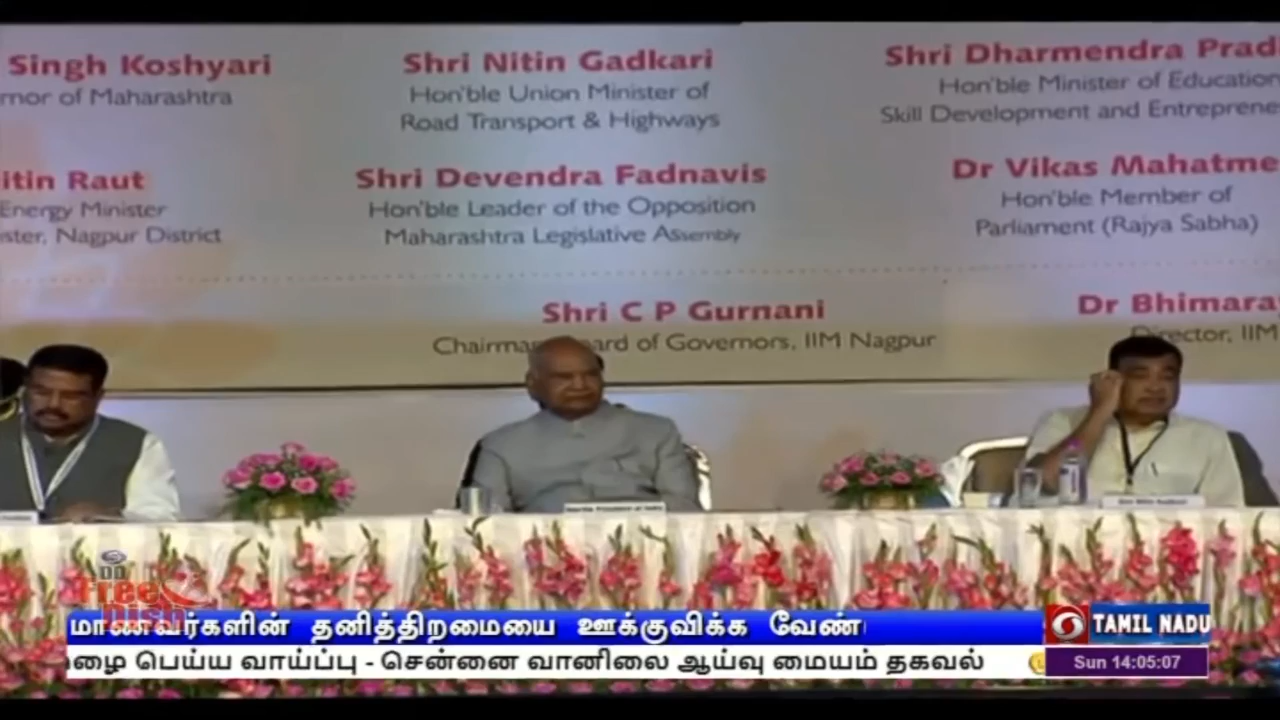 Singh Koshyari
Shri Nitin Gadkari
Shri Dharmendra Prad
rnor of Maharashtra
Hon'ble Union Minister of
Hon'ble Minister of Education
Road Transport & Highways
Skill Development and Entreprene
itin Raut
Shri Devendra Fadnavis
Dr Vikas Mahatme
Energy Minister
Hon'ble Leader of the Opposition
Hon'ble Member of
ster, Nagpur District
Maharashtra Legislative Assembly
Parliament (Rajya Sabha)
Shri C P Gurnani
Dr Bhimara
Chairman of Governors, IIM Nagpur
Director, IIM
DD
Free
Dish
மாணவர்களின் தனித்திறமையை ஊக்குவிக்க வேண்
TAMIL NADU
ழை பெய்ய வாய்ப்பு - சென்னை வானிலை ஆய்வு மையம் தகவல்
Sun 14:05:07